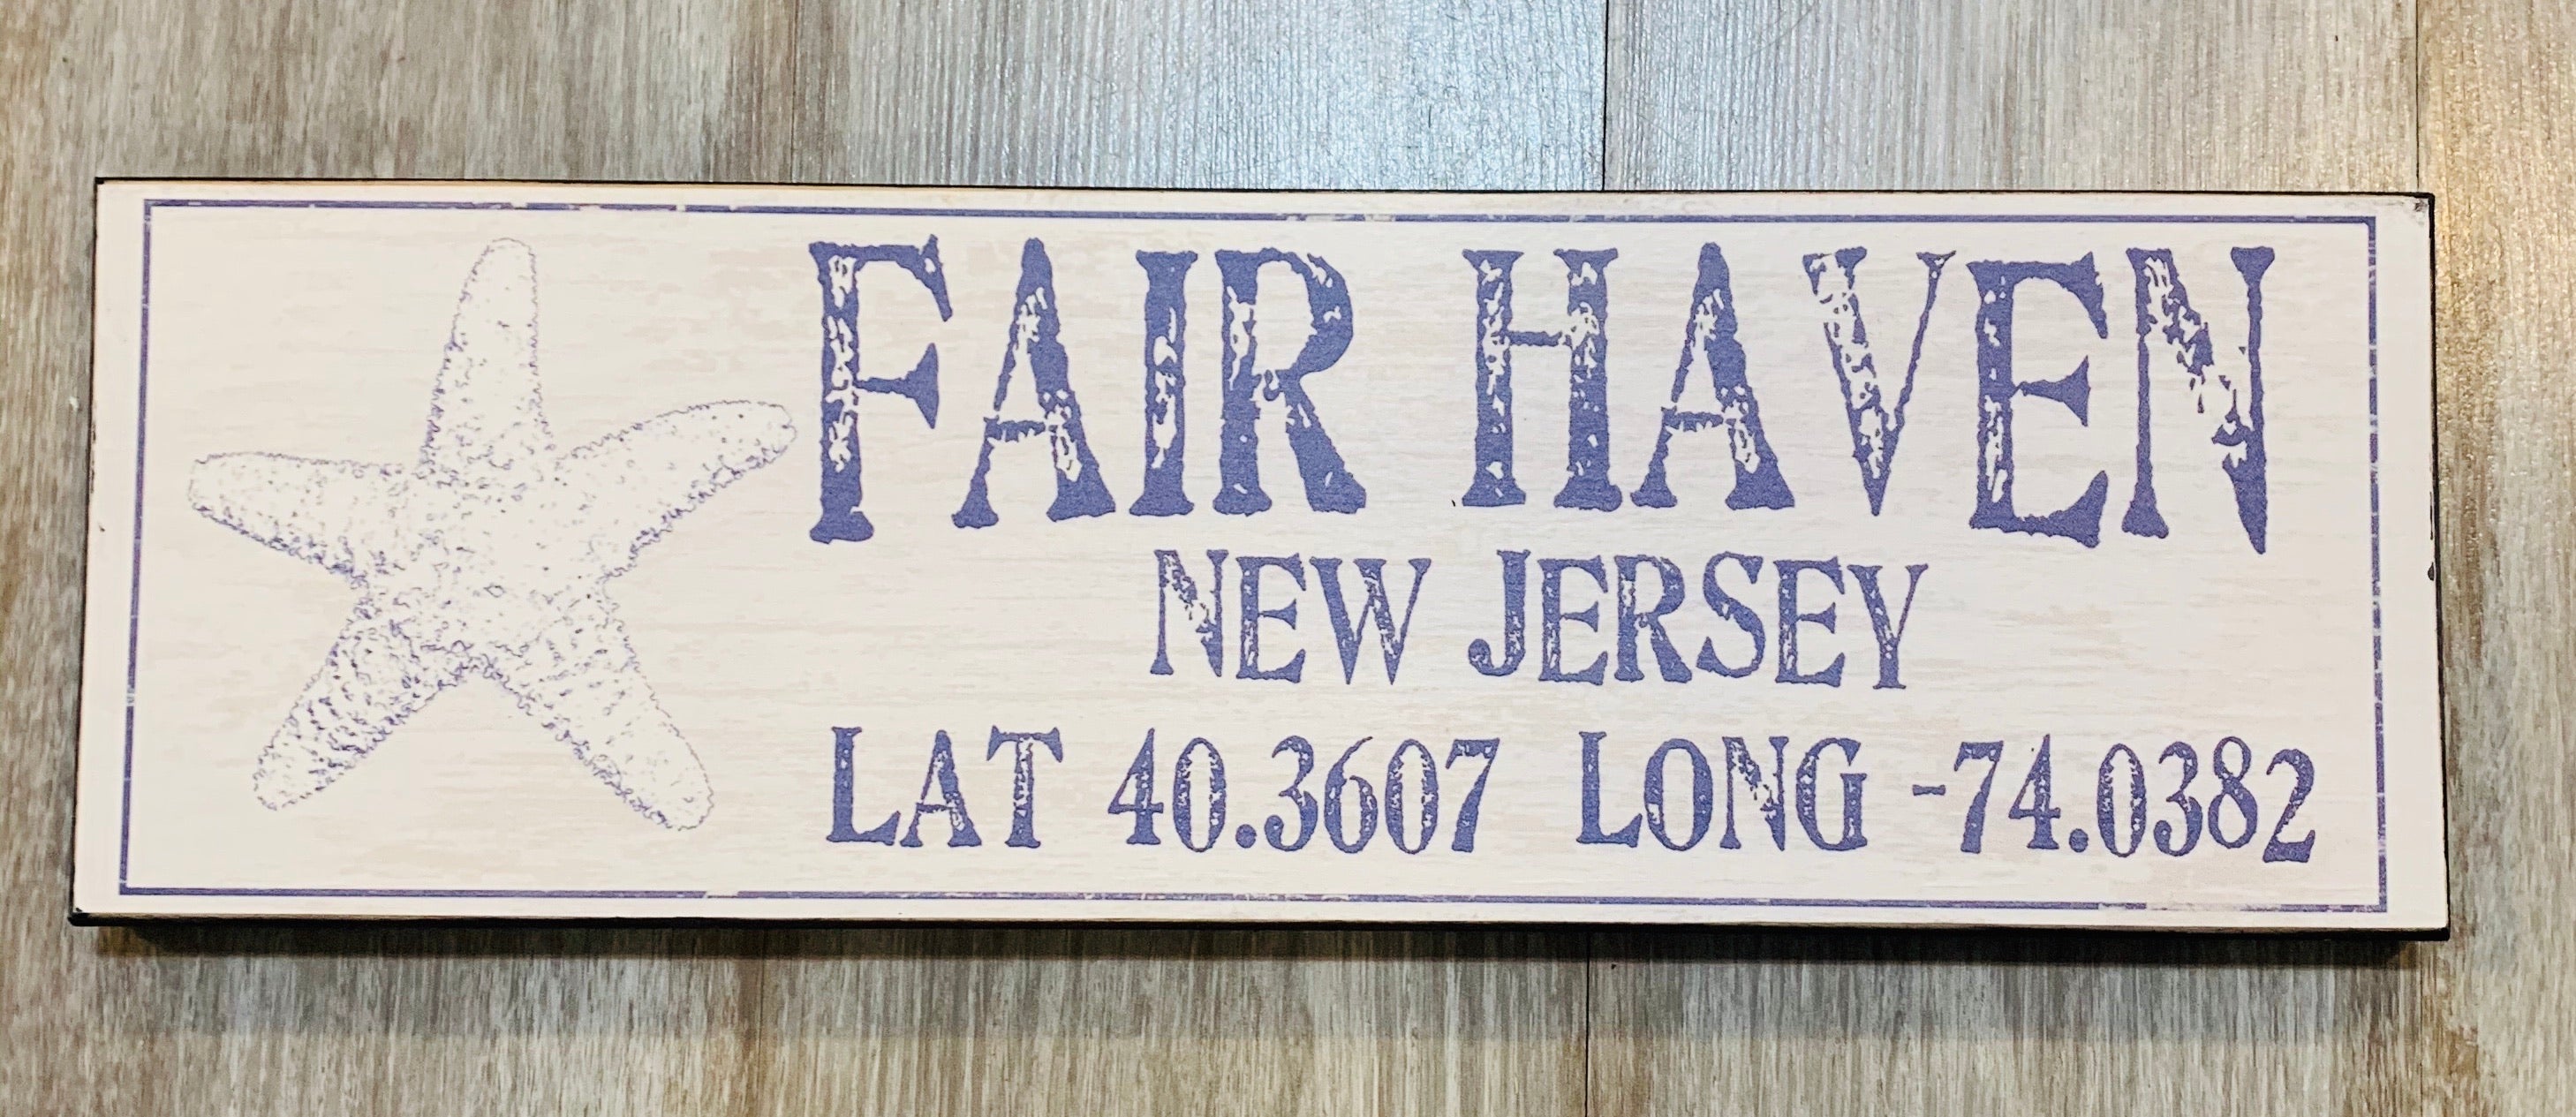 FAIR HAVEN
NEW JERSEY
LAT 40.3607 LONG -74.0382